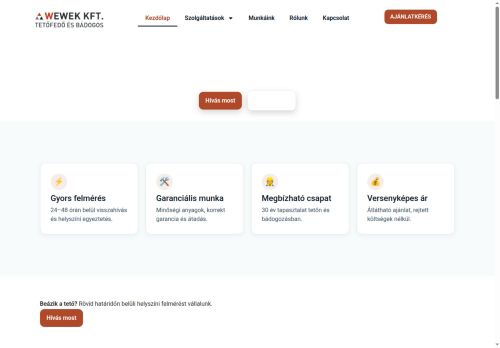 WEWEK KFT.
TETŐFEDŐ ÉS BÁDOGOS
Kezdőlap
Szolgáltatások
Munkáink
Rólunk
Kapcsolat
AJÁNLATKÉRÉS
Hívás most
Gyors felmérés
24–48 órán belül visszahívás
és helyszíni egyeztetés.
Garanciális munka
Minőségi anyagok, korrekt
garancia és átadás.
Megbízható csapat
30 év tapasztalat tetőn és
bádogozásban.
Versenyképes ár
Átlátható ajánlat, rejtett
költségek nélkül.
Beázik a tető? Rövid határidőn belüli helyszíni felmérést vállalunk.
Hívás most